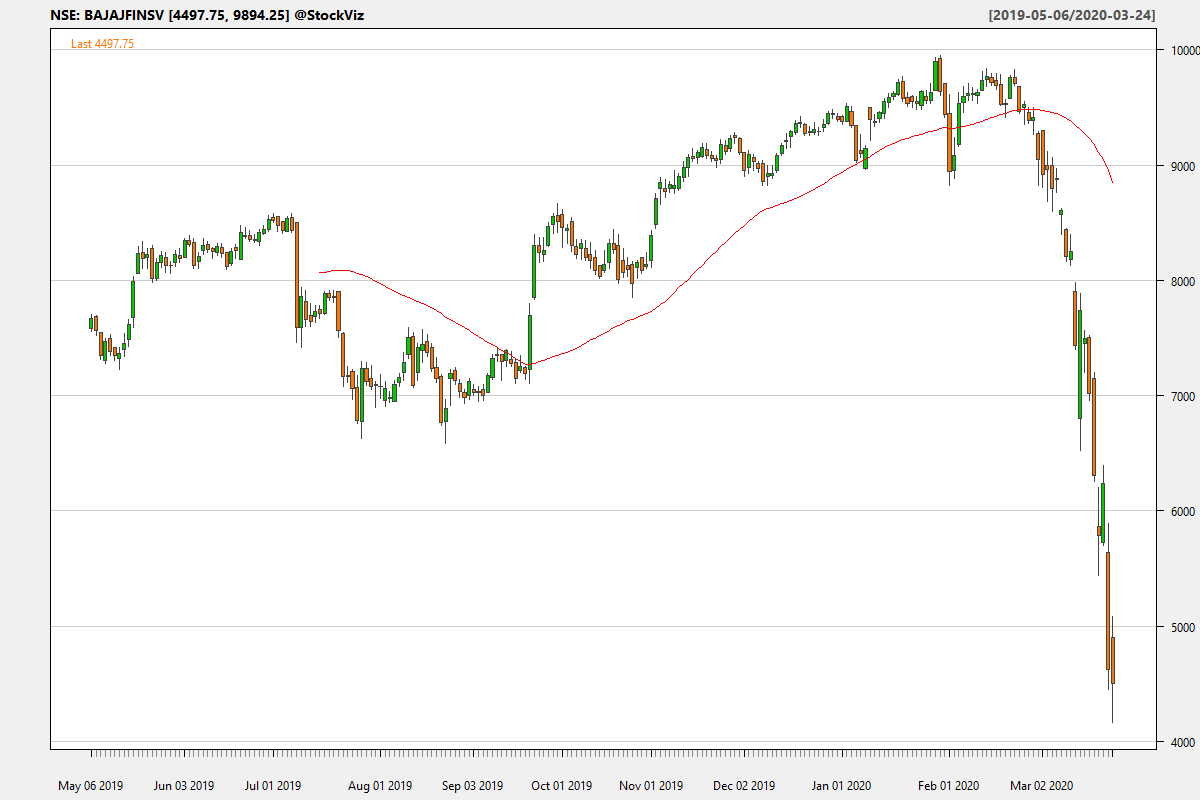 NSE: BAJAJFINSV [4497.75, 9894.25] @StockViz [2019-05-06/2020-03-24]
Last 4497.75
10000
9000
8000
7000
6000
5000
4000
May 06 2019 Jun 03 2019 Jul 01 2019 Aug 01 2019 Sep 03 2019 Oct 01 2019 Nov 01 2019 Dec 02 2019 Jan 01 2020 Feb 01 2020 Mar 02 2020